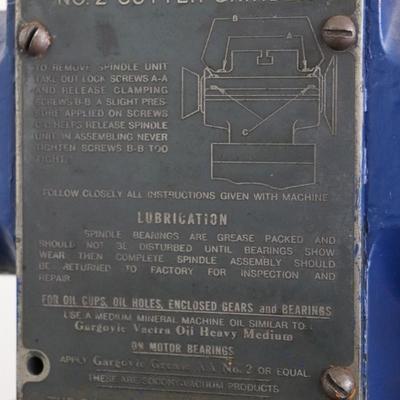 NO. 2 CUTTER GRINDER
B
A
C
TO REMOVE SPINDLE UNIT
TAKE OUT LOCK SCREWS A-A
AND RELEASE CLAMPING
SCREWS B-B A SLIGHT PRES-
SURE APPLIED ON SCREWS
C-C HELPS RELEASE SPINDLE
UNIT IN ASSEMBLING NEVER
TIGHTEN SCREWS B-B TOO
TIGHT.
FOLLOW CLOSELY ALL INSTRUCTIONS GIVEN WITH MACHINE
LUBRICATION
SPINDLE BEARINGS ARE GREASE PACKED AND
SHOULD NOT BE DISTURBED UNTIL BEARINGS SHOW
WEAR THEN COMPLETE SPINDLE ASSEMBLY SHOULD
BE RETURNED TO FACTORY FOR INSPECTION AND
REPAIR
FOR OIL CUPS, OIL HOLES, ENCLOSED GEARS and BEARINGS
USE A MEDIUM MINERAL MACHINE OIL SIMILAR TO :
Gargoyle Vactra Oil Heavy Medium
ON MOTOR BEARINGS
APPLY Gargoyle Grease AA No. 2 OR EQUAL.
THESE ARE SOCONY-VACUUM PRODUCTS